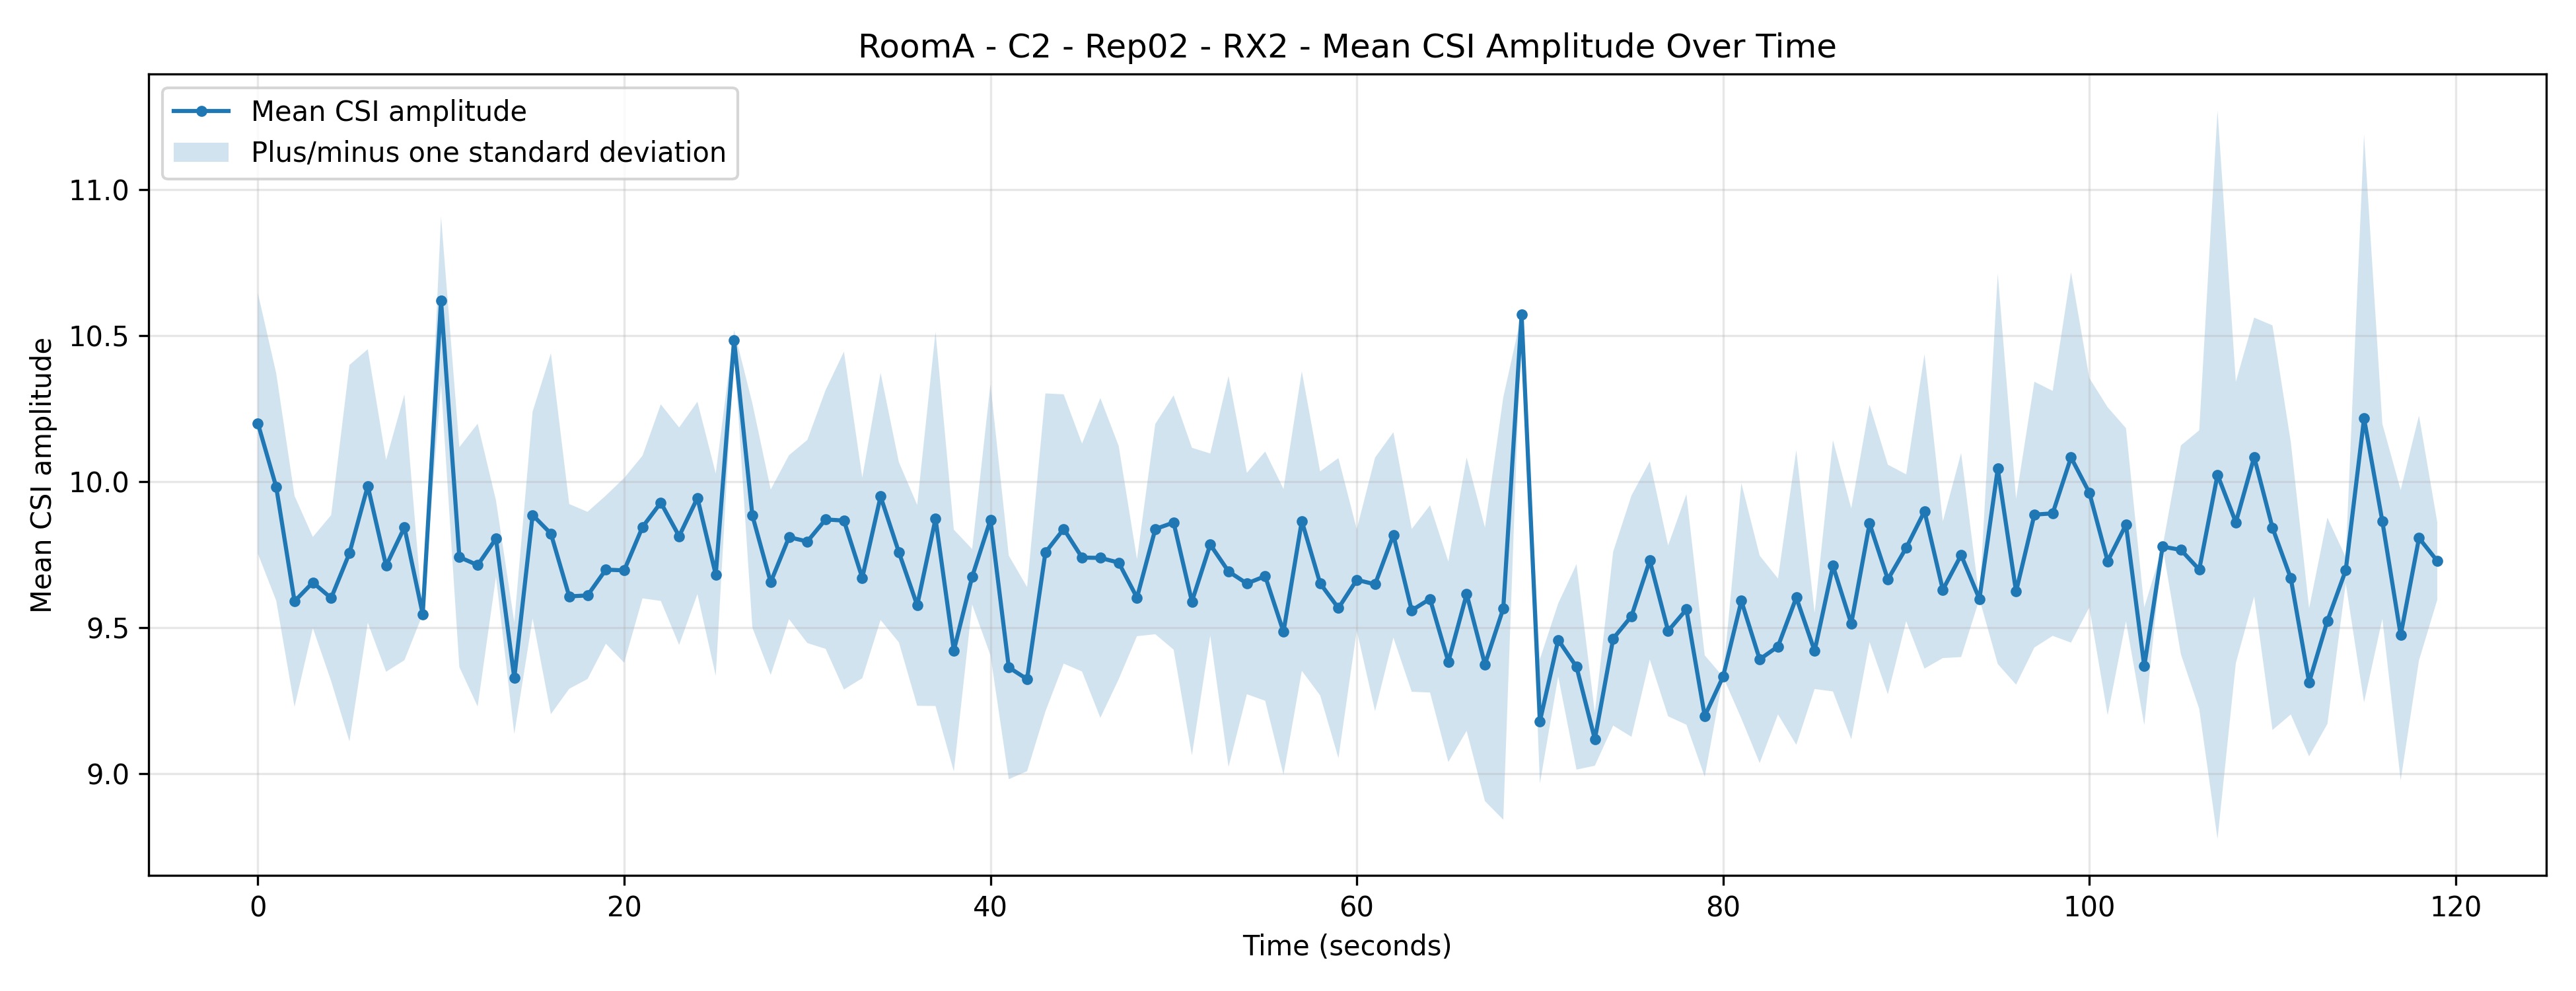 RoomA - C2 - Rep02 - RX2 - Mean CSI Amplitude Over Time
Mean CSI amplitude
Plus/minus one standard deviation
Mean CSI amplitude
11.0
10.5
10.0
9.5
9.0
0 20 40 60 80 100 120
Time (seconds)